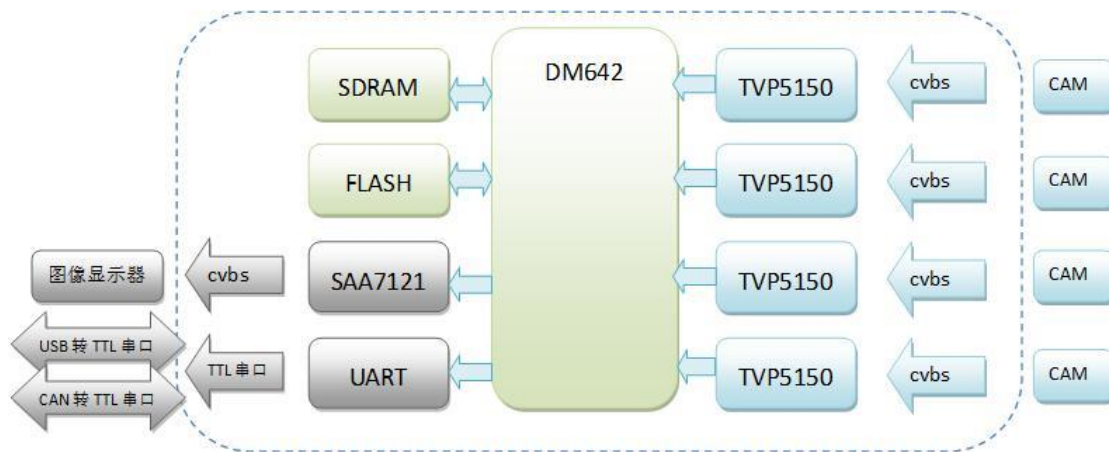 DM642
SDRAM
TVP5150
cvbs
CAM
FLASH
TVP5150
cvbs
CAM
图像显示器
cvbs
SAA7121
TVP5150
cvbs
CAM
USB 转 TTL 串口
CAN 转 TTL 串口
TTL 串口
UART
TVP5150
cvbs
CAM